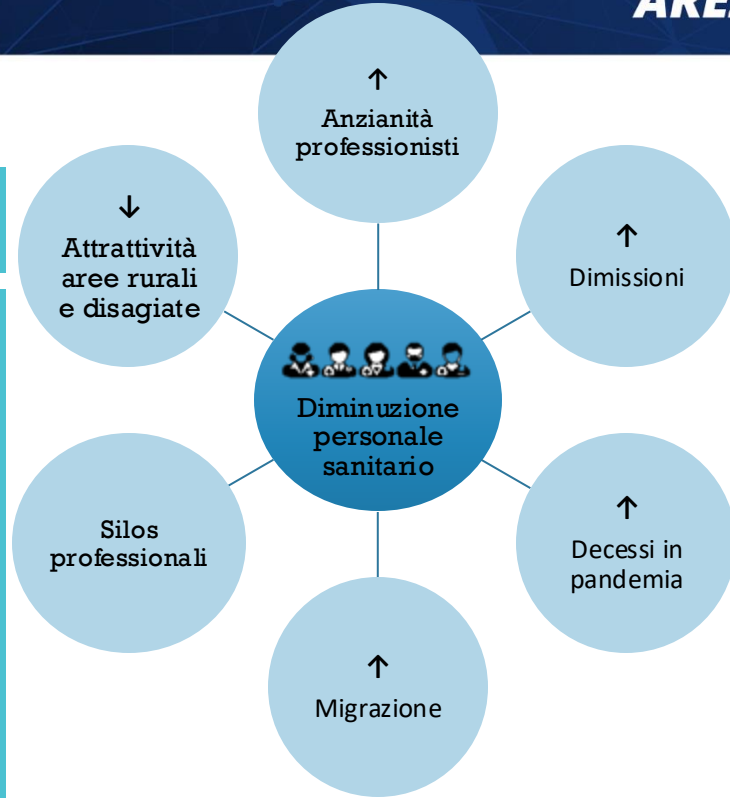 ↑
Anzianità
professionisti
↑
Dimissioni
↑
Decessi in
pandemia
↑
Migrazione
Silos
professionali
↓
Attrattività
aree rurali
e disagiate
Diminuzione
personale
sanitario